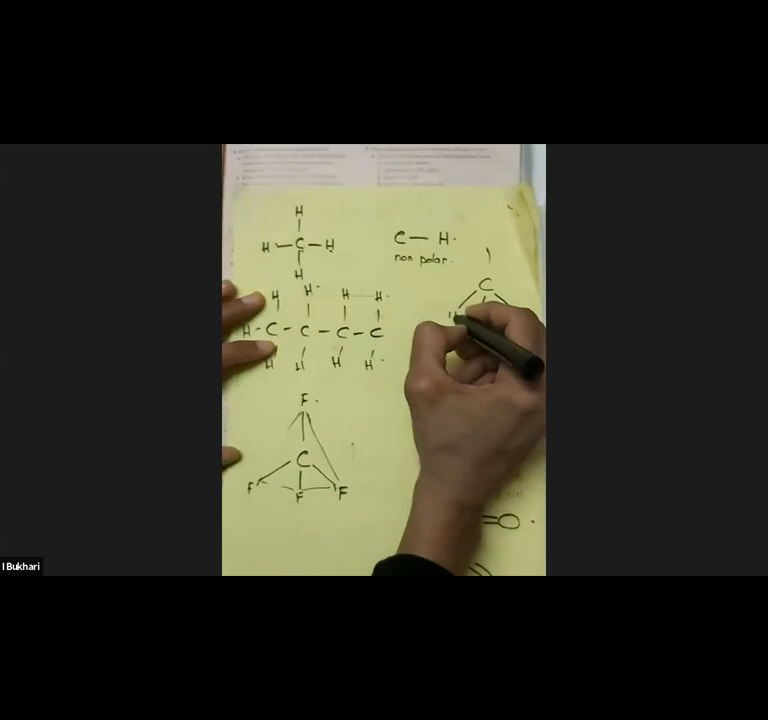 H
H — C — H
H
C — H
non polar.
C
H H H H
H - C - C - C - C
H H H H
F
C
F F F
= O
I Bukhari